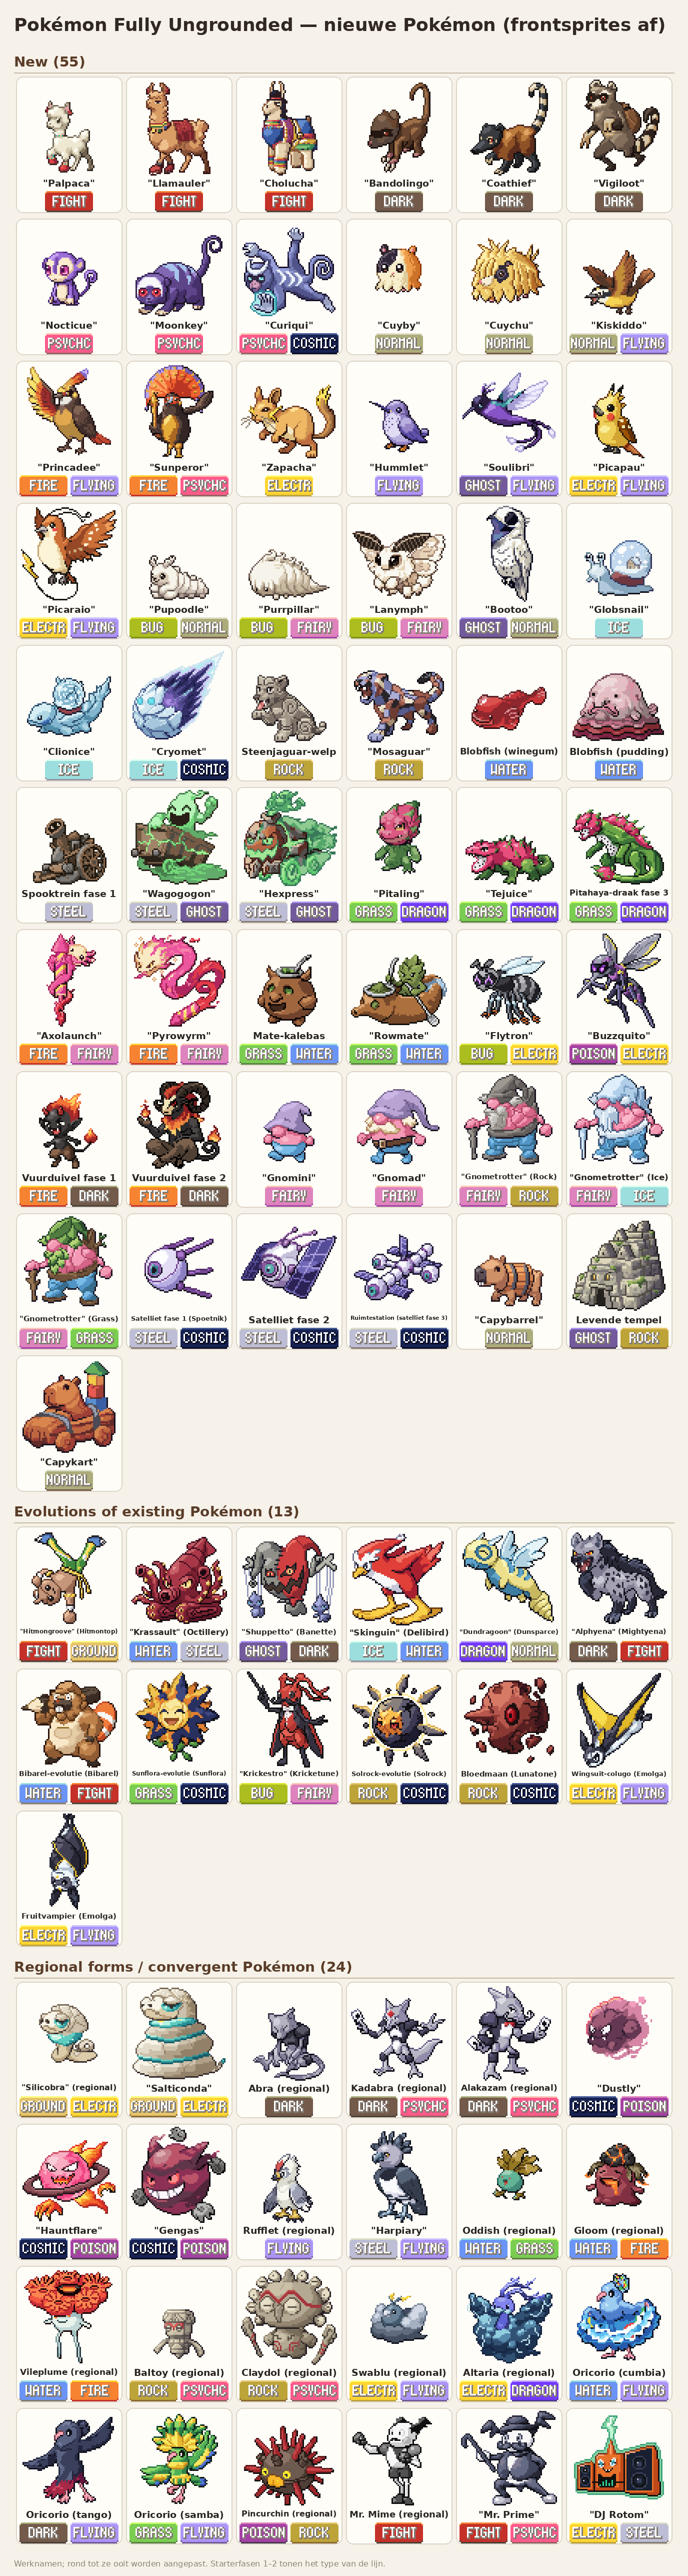 Pokémon Fully Ungrounded — nieuwe Pokémon (frontsprites af)
New (55)
"Palpaca" "Llamauler" "Cholucha" "Bandolingo" "Coathief" "Vigiloot"
FIGHT FIGHT FIGHT DARK DARK DARK
"Nocticue" "Moonkey" "Curiqui" "Cuyby" "Cuychu" "Kiskiddo"
PSYCHC PSYCHC PSYCHC COSMIC NORMAL NORMAL NORMAL FLYING
"Princadee" "Sunperor" "Zapacha" "Hummlet" "Soulibri" "Picapau"
FIRE FLYING FIRE PSYCHC ELECTR FLYING GHOST FLYING ELECTR FLYING
"Picaraio" "Pupoodle" "Purrpillar" "Lanymph" "Bootoo" "Globsnail"
ELECTR FLYING BUG NORMAL BUG FAIRY BUG FAIRY GHOST NORMAL ICE
"Clionice" "Cryomet" Steenjaguar-welp "Mosaguar" Blobfish (winegum) Blobfish (pudding)
ICE ICE COSMIC ROCK ROCK WATER WATER
Spooktrein fase 1 "Wagogogon" "Hexpress" "Pitaling" "Tejuice" Pitahaya-draak fase 3
STEEL STEEL GHOST STEEL GHOST GRASS DRAGON GRASS DRAGON GRASS DRAGON
"Axolaunch" "Pyrowyrm" Mate-kalebas "Rowmate" "Flytron" "Buzzquito"
FIRE FAIRY FIRE FAIRY GRASS WATER GRASS WATER BUG ELECTR POISON ELECTR
Vuurduivel fase 1 Vuurduivel fase 2 "Gnomini" "Gnomad" "Gnometrotter" (Rock) "Gnometrotter" (Ice)
FIRE DARK FIRE DARK FAIRY FAIRY FAIRY ROCK FAIRY ICE
"Gnometrotter" (Grass) Satelliet fase 1 (Spoetnik) Satelliet fase 2 Ruimtestation (satelliet fase 3) "Capybarrel" Levende tempel
FAIRY GRASS STEEL COSMIC STEEL COSMIC STEEL COSMIC NORMAL GHOST ROCK
"Capykart"
NORMAL
Evolutions of existing Pokémon (13)
"Hitmongroove" (Hitmontop) "Krassault" (Octillery) "Shuppetto" (Banette) "Skinguin" (Delibird) "Dundragoon" (Dunsparce) "Alphyena" (Mightyena)
FIGHT GROUND WATER STEEL GHOST DARK ICE WATER DRAGON NORMAL DARK FIGHT
Bibarel-evolutie (Bibarel) Sunflora-evolutie (Sunflora) "Krickestro" (Kricketune) Solrock-evolutie (Solrock) Bloedmaan (Lunatone) Wingsuit-colugo (Emolga)
WATER FIGHT GRASS COSMIC BUG FAIRY ROCK COSMIC ROCK COSMIC ELECTR FLYING
Fruitvampier (Emolga)
ELECTR FLYING
Regional forms / convergent Pokémon (24)
"Silicobra" (regional) "Salticonda" Abra (regional) Kadabra (regional) Alakazam (regional) "Dustly"
GROUND ELECTR GROUND ELECTR DARK DARK PSYCHC DARK PSYCHC COSMIC POISON
"Hauntflare" "Gengas" Rufflet (regional) "Harpiary" Oddish (regional) Gloom (regional)
COSMIC POISON COSMIC POISON FLYING STEEL FLYING WATER GRASS WATER FIRE
Vileplume (regional) Baltoy (regional) Claydol (regional) Swablu (regional) Altaria (regional) Oricorio (cumbia)
WATER FIRE ROCK PSYCHC ROCK PSYCHC ELECTR FLYING ELECTR DRAGON WATER FLYING
Oricorio (tango) Oricorio (samba) Pincurchin (regional) Mr. Mime (regional) "Mr. Prime" "DJ Rotom"
DARK FLYING GRASS FLYING POISON ROCK FIGHT FIGHT PSYCHC ELECTR STEEL
Werknamen; rond tot ze ooit worden aangepast. Starterfasen 1–2 tonen het type van de lijn.